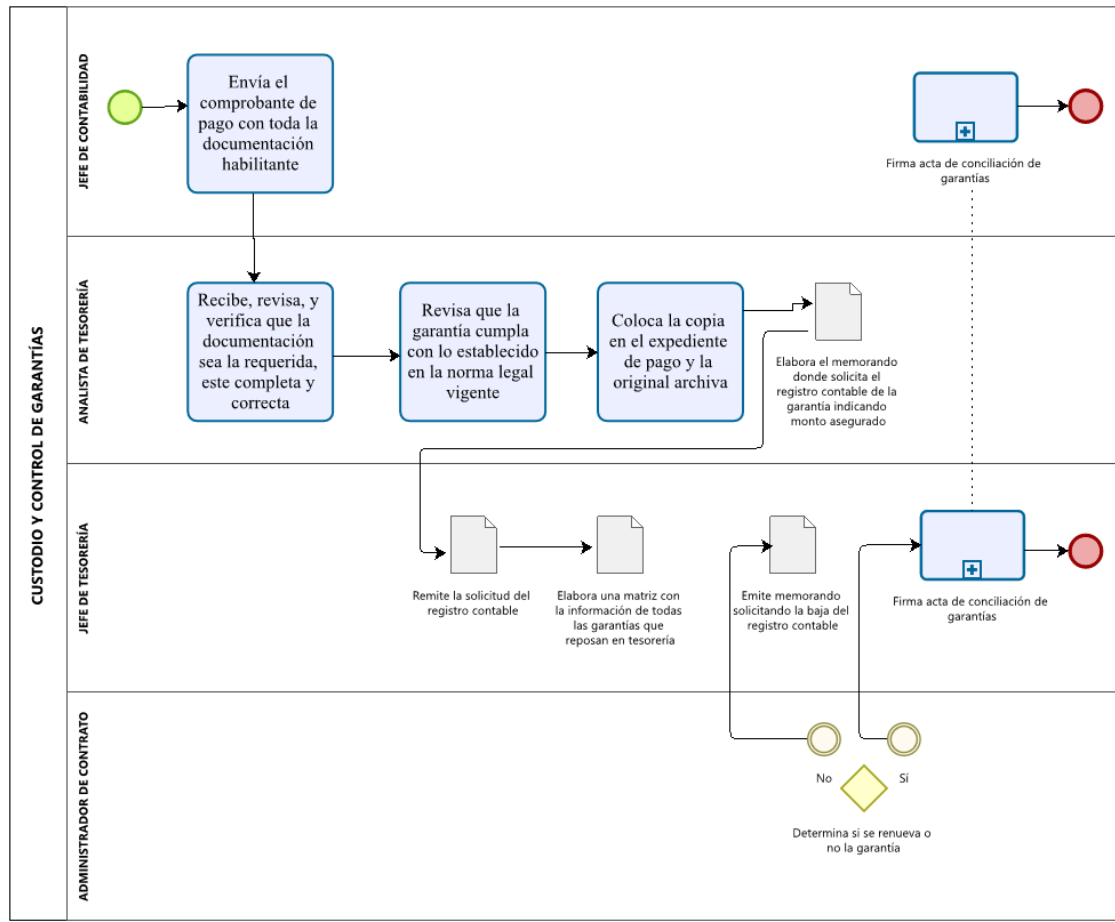 CUSTODIO Y CONTROL DE GARANTÍAS
JEFE DE CONTABILIDAD
Envía el
comprobante de
pago con toda la
documentación
habilitante
Firma acta de conciliación de
garantías
ANALISTA DE TESORERÍA
Recibe, revisa, y
verifica que la
documentación
sea la requerida,
este completa y
correcta
Revisa que la
garantía cumpla
con lo establecido
en la norma legal
vigente
Coloca la copia
en el expediente
de pago y la
original archiva
Elabora el memorando
donde solicita el
registro contable de la
garantía indicando
monto asegurado
JEFE DE TESORERÍA
Remite la solicitud del
registro contable
Elabora una matriz con
la información de todas
las garantías que
reposan en tesorería
Emite memorando
solicitando la baja del
registro contable
Firma acta de conciliación de
garantías
ADMINISTRADOR DE CONTRATO
No
Sí
Determina si se renueva o
no la garantía